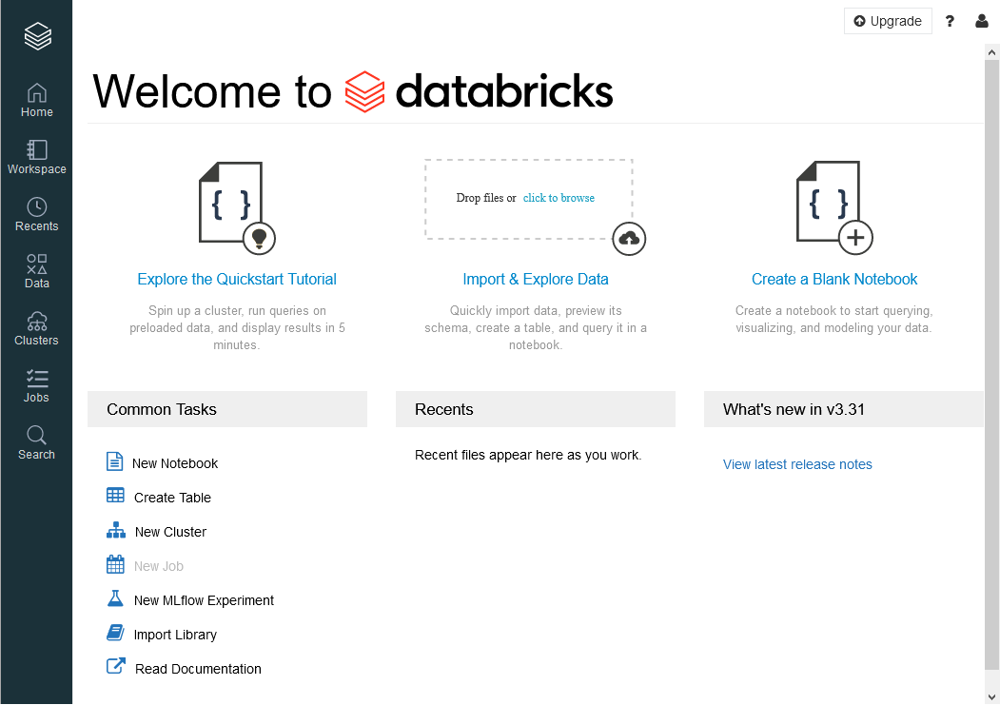 Upgrade ?
Welcome to databricks
Home
Workspace
Recents
Data
Clusters
Jobs
Search
{ }
Drop files or click to browse
{ }
Explore the Quickstart Tutorial
Spin up a cluster, run queries on
preloaded data, and display results in 5
minutes.
Import & Explore Data
Quickly import data, preview its
schema, create a table, and query it in a
notebook.
Create a Blank Notebook
Create a notebook to start querying,
visualizing, and modeling your data.
Common Tasks
New Notebook
Create Table
New Cluster
New Job
New MLflow Experiment
Import Library
Read Documentation
Recents
Recent files appear here as you work.
What's new in v3.31
View latest release notes